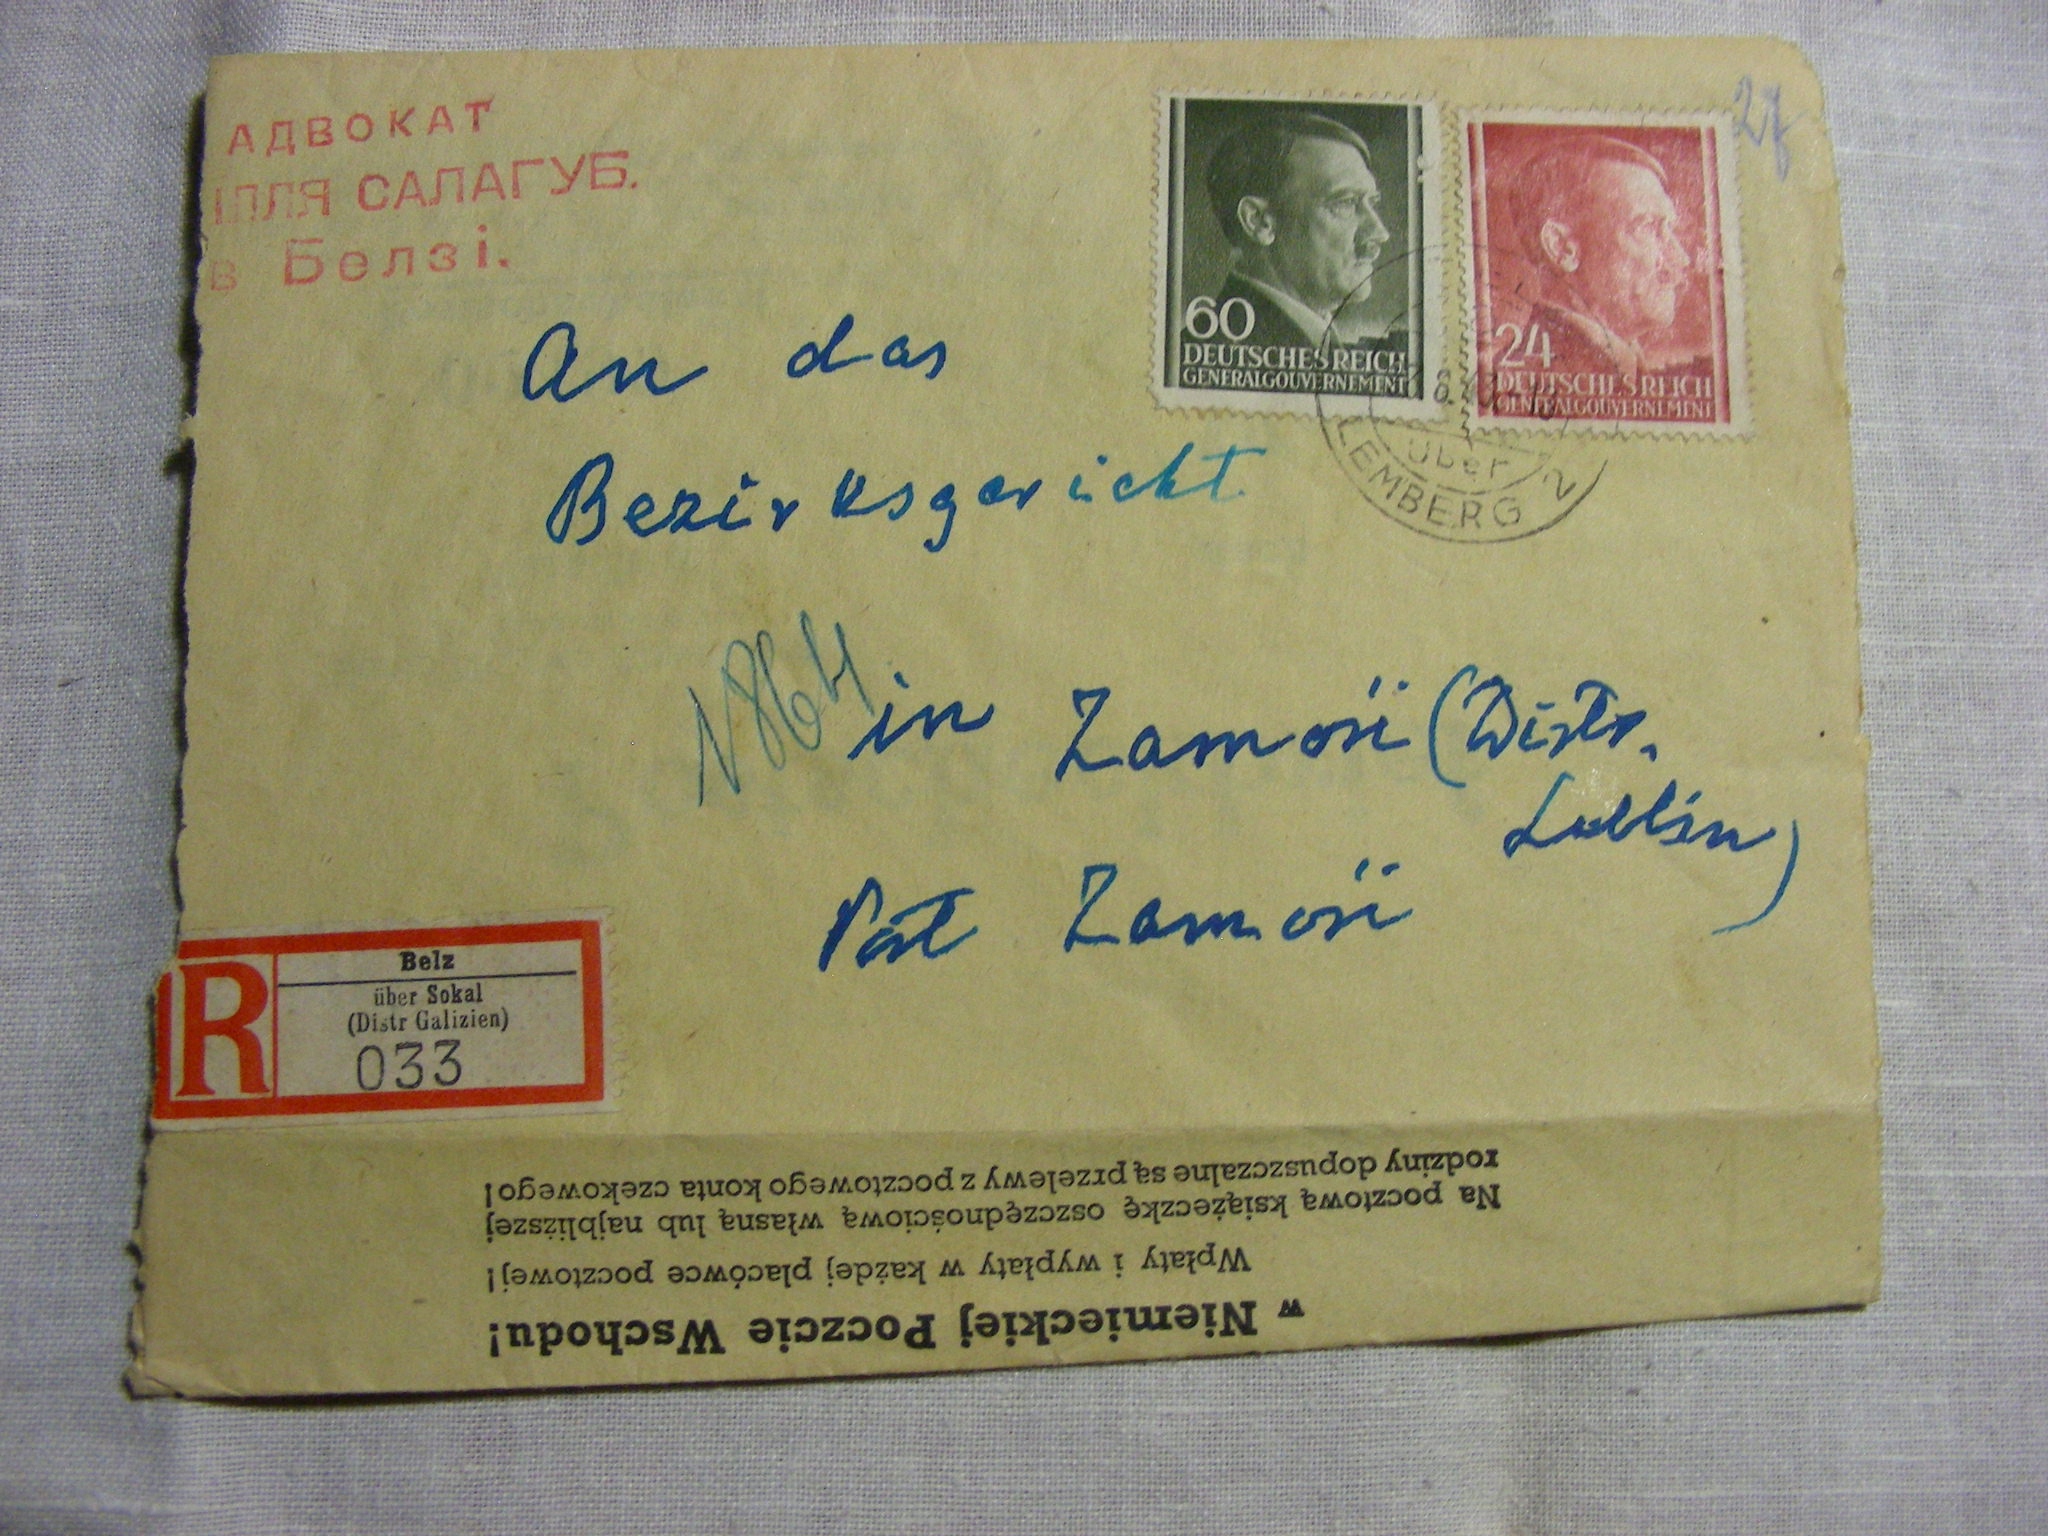 АДВОКАТ
ІЛЛЯ САЛАГУБ.
в Белзі.
60
DEUTSCHES REICH
GENERALGOUVERNEMENT
24
DEUTSCHES REICH
GENERALGOUVERNEMENT
über
LEMBERG 2
An das
Bezirksgericht
in Zamość (Distr.
Lublin)
Post Zamość
R
Belz
über Sokal
(Distr Galizien)
033
w Niemieckiej Poczcie Wschodu!
Wpłaty i wypłaty w każdej placówce pocztowej!
Na pocztową książeczkę oszczędnościową własną lub najbliższej
rodziny dopuszczalne są przelewy z pocztowego konta czekowego!